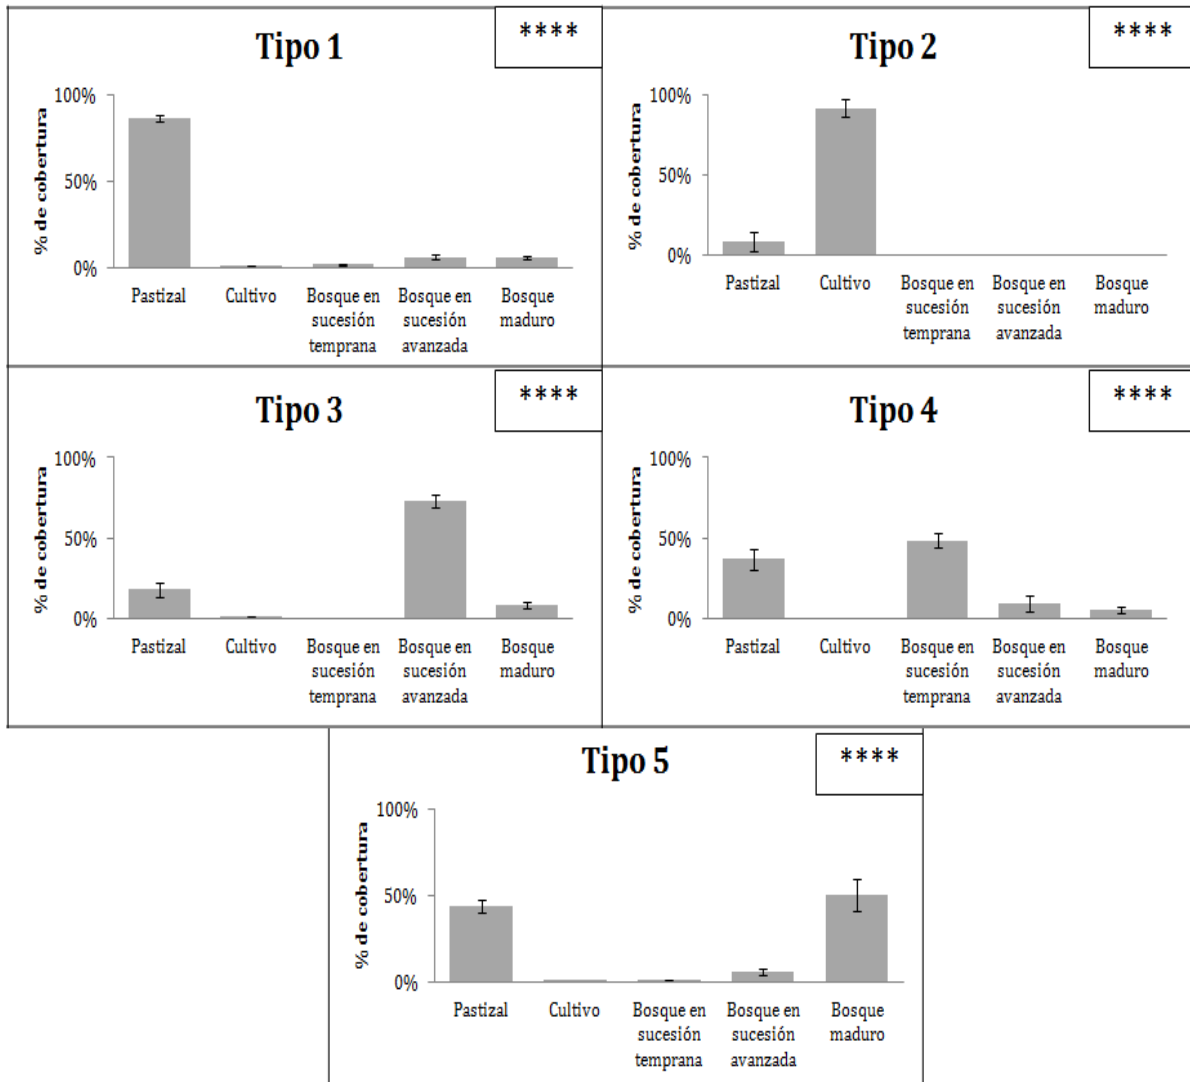 Tipo 1
****
% de cobertura
100%
50%
0%
Pastizal
Cultivo
Bosque en
sucesión
temprana
Bosque en
sucesión
avanzada
Bosque
maduro
Tipo 2
****
% de cobertura
100%
50%
0%
Pastizal
Cultivo
Bosque en
sucesión
temprana
Bosque en
sucesión
avanzada
Bosque
maduro
Tipo 3
****
% de cobertura
100%
50%
0%
Pastizal
Cultivo
Bosque en
sucesión
temprana
Bosque en
sucesión
avanzada
Bosque
maduro
Tipo 4
****
% de cobertura
100%
50%
0%
Pastizal
Cultivo
Bosque en
sucesión
temprana
Bosque en
sucesión
avanzada
Bosque
maduro
Tipo 5
****
% de cobertura
100%
50%
0%
Pastizal
Cultivo
Bosque en
sucesión
temprana
Bosque en
sucesión
avanzada
Bosque
maduro